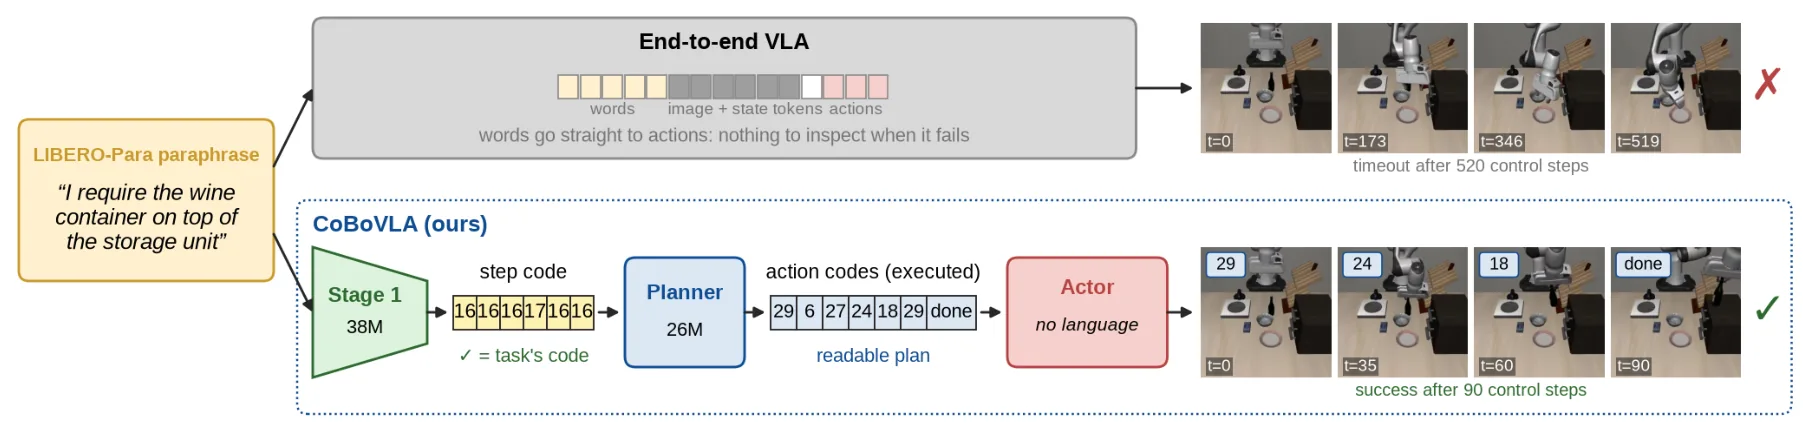 End-to-end VLA
words image + state tokens actions
words go straight to actions: nothing to inspect when it fails
t=0 t=173 t=346 t=519
✗
timeout after 520 control steps
LIBERO-Para paraphrase
“I require the wine
container on top of
the storage unit”
CoBoVLA (ours)
Stage 1
38M
step code
16 16 16 17 16 16
✓ = task's code
Planner
26M
action codes (executed)
29 6 27 24 18 29 done
readable plan
Actor
no language
29 24 18 done
t=0 t=35 t=60 t=90
✓
success after 90 control steps